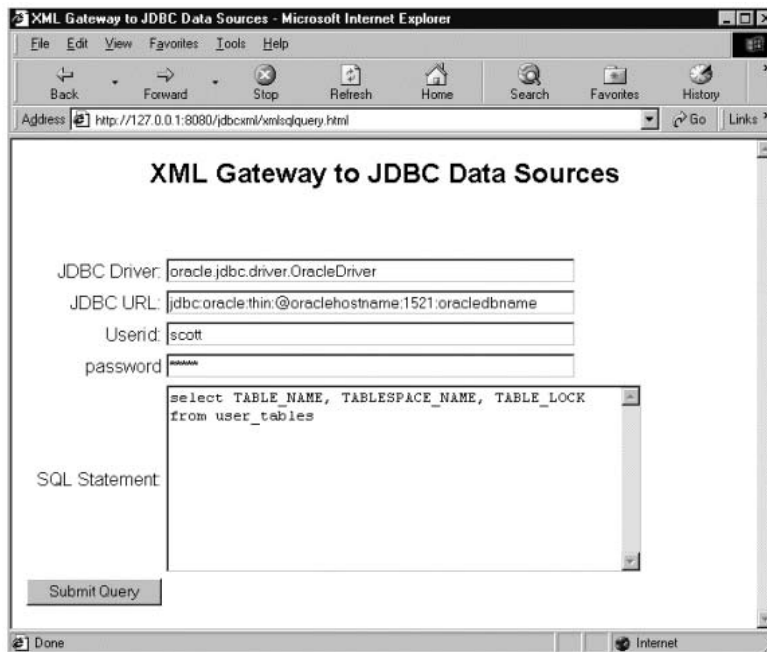 XML Gateway to JDBC Data Sources - Microsoft Internet Explorer
File Edit View Favorites Tools Help
Back Forward Stop Refresh Home Search Favorites History
Address http://127.0.0.1:8080/jdbcxml/xmlsqlquery.html Go Links
XML Gateway to JDBC Data Sources
JDBC Driver: oracle.jdbc.driver.OracleDriver
JDBC URL: jdbc:oracle:thin:@oraclehostname:1521:oracledbname
Userid: scott
password *****
select TABLE_NAME, TABLESPACE_NAME, TABLE_LOCK
from user_tables
SQL Statement:
Submit Query
Done Internet